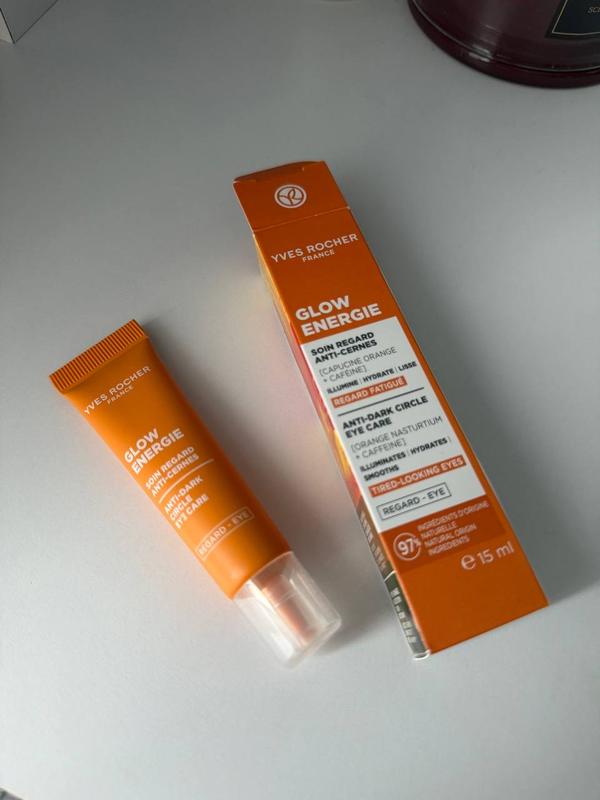 YVES ROCHER
FRANCE
GLOW
ENERGIE
SOIN REGARD
ANTI-CERNES
ANTI-DARK
CIRCLE
EYE CARE
REGARD - EYE
YVES ROCHER
FRANCE
GLOW
ENERGIE
SOIN REGARD
ANTI-CERNES
[CAPUCINE ORANGE
+ CAFÉINE]
ILLUMINE | HYDRATE | LISSE
REGARD FATIGUÉ
ANTI-DARK CIRCLE
EYE CARE
[ORANGE NASTURTIUM
+ CAFFEINE]
ILLUMINATES | HYDRATES |
SMOOTHS
TIRED-LOOKING EYES
REGARD - EYE
97%
INGRÉDIENTS D'ORIGINE
NATURELLE
NATURAL ORIGIN
INGREDIENTS
e 15 ml